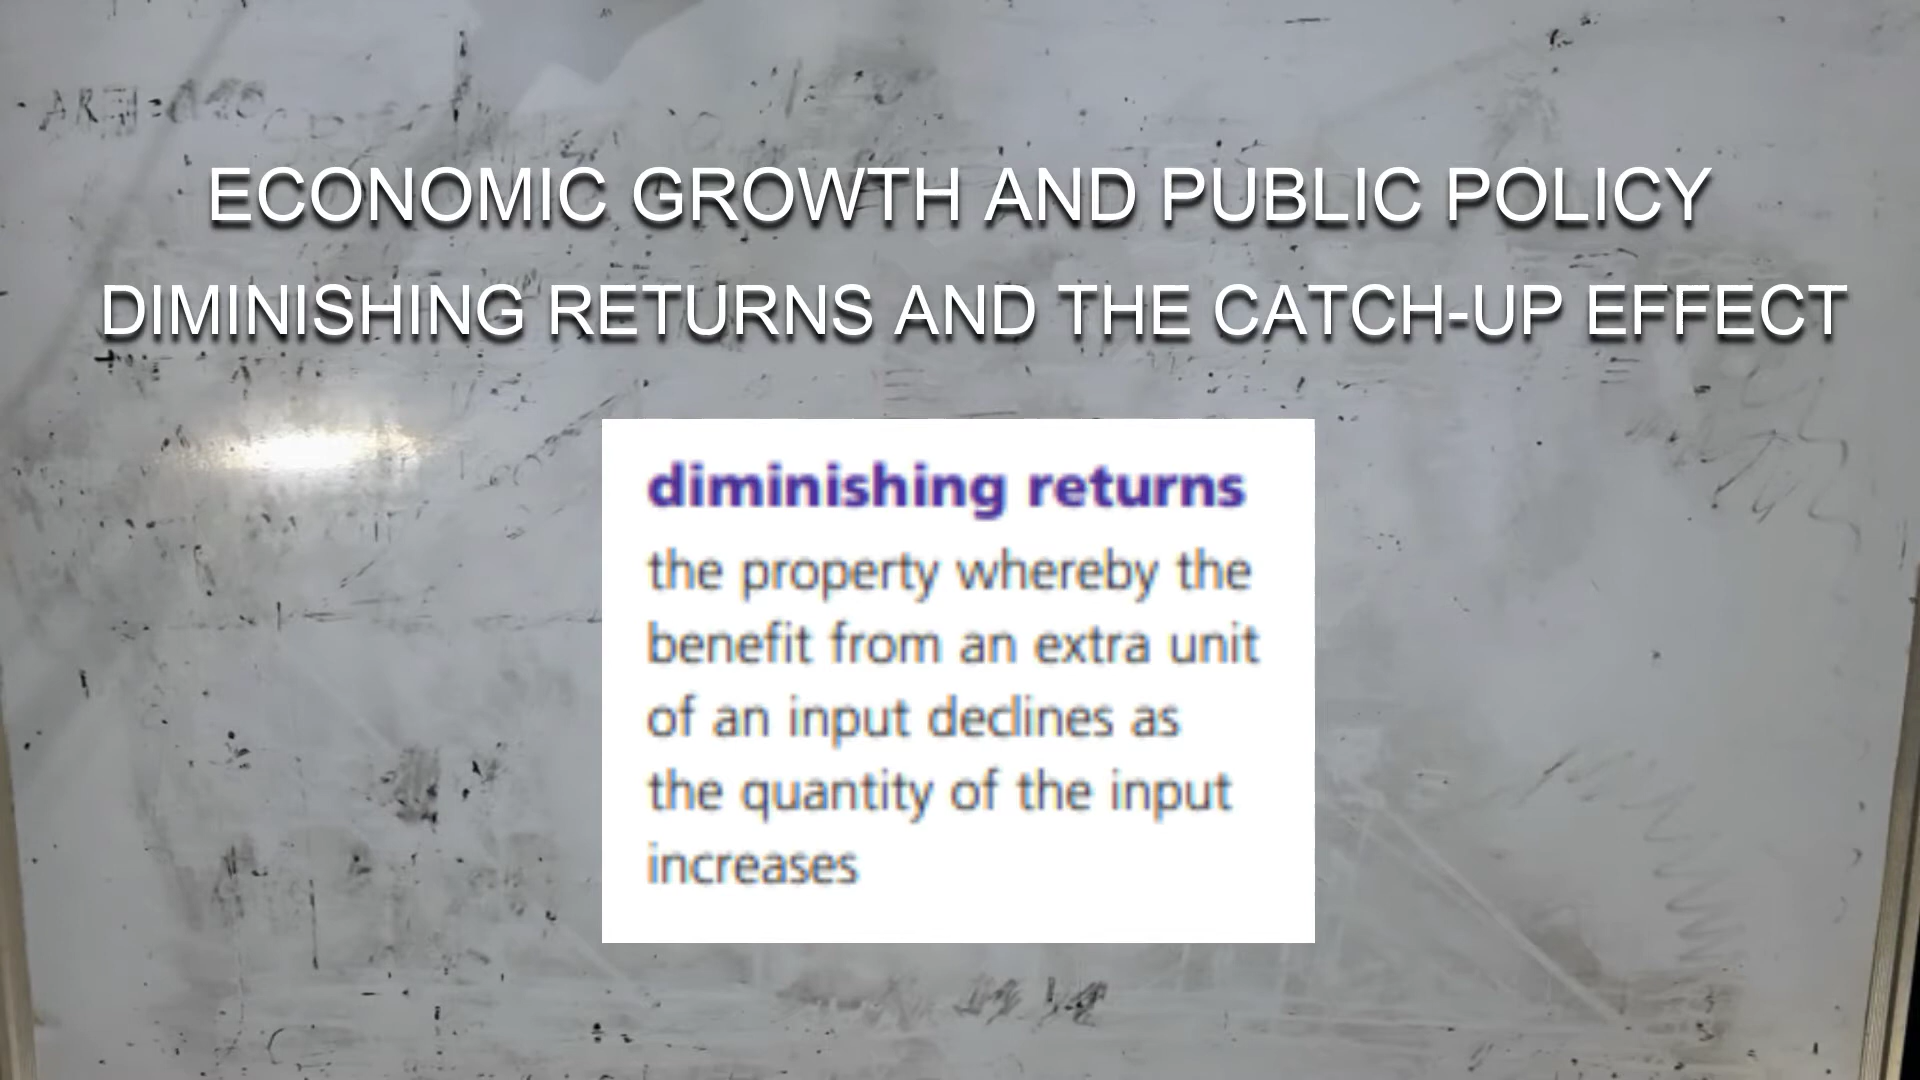 ECONOMIC GROWTH AND PUBLIC POLICY
DIMINISHING RETURNS AND THE CATCH-UP EFFECT
diminishing returns
the property whereby the
benefit from an extra unit
of an input declines as
the quantity of the input
increases